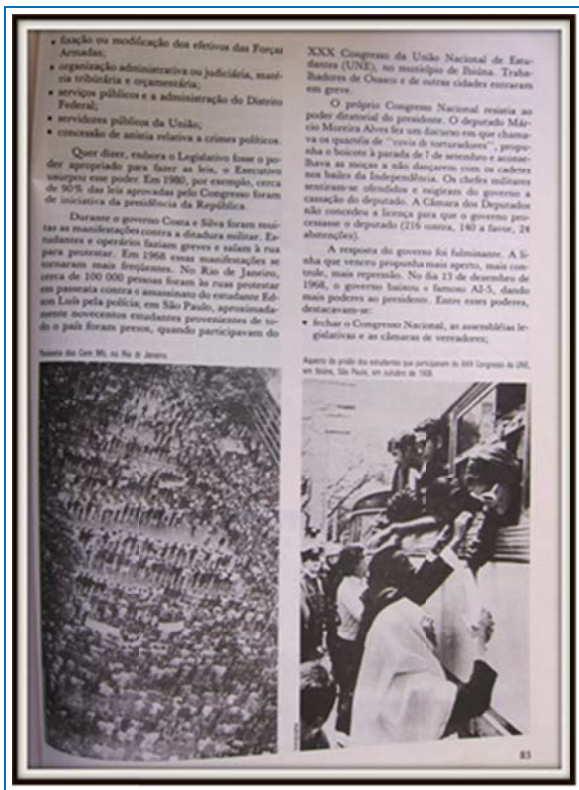 • fixação ou modificação dos efetivos das Forças
Armadas;
• organização administrativa ou judiciária, maté-
ria tributária e orçamentária;
• serviços públicos e a administração do Distrito
Federal;
• servidores públicos da União;
• concessão de anistia relativa a crimes políticos.
Quer dizer, embora o Legislativo fosse o po-
der apropriado para fazer as leis, o Executivo
usurpou esse poder. Em 1980, por exemplo, cerca
de 90% das leis aprovadas pelo Congresso foram
de iniciativa da presidência da República.
Durante o governo Costa e Silva foram mui-
tas as manifestações contra a ditadura militar. Es-
tudantes e operários faziam greves e saíam à rua
para protestar. Em 1968 essas manifestações se
tornaram mais freqüentes. No Rio de Janeiro,
cerca de 100 000 pessoas foram às ruas protestar
em passeata contra o assassinato do estudante Ed-
son Luís pela polícia; em São Paulo, aproximada-
mente novecentos estudantes provenientes de to-
do o país foram presos, quando participavam do
Passeata dos Cem Mil, no Rio de Janeiro.
XXX Congresso da União Nacional de Estu-
dantes (UNE), no município de Ibiúna. Traba-
lhadores de Osasco e de outras cidades entraram
em greve.
O próprio Congresso Nacional resistia ao
poder ditatorial do presidente. O deputado Már-
cio Moreira Alves fez um discurso em que chama-
va os quartéis de "covis de torturadores", propu-
nha o boicote à parada de 7 de setembro e aconse-
lhava as moças a não dançarem com os cadetes
nos bailes da Independência. Os chefes militares
sentiram-se ofendidos e exigiram do governo a
cassação do deputado. A Câmara dos Deputados
não concedeu a licença para que o governo pro-
cessasse o deputado (216 contra, 140 a favor, 24
abstenções).
A resposta do governo foi fulminante. A li-
nha que venceu propunha mais aperto, mais con-
trole, mais repressão. No dia 13 de dezembro de
1968, o governo baixou o famoso AI-5, dando
mais poderes ao presidente. Entre esses poderes,
destacavam-se:
• fechar o Congresso Nacional, as assembléias le-
gislativas e as câmaras de vereadores;
Aspecto da prisão dos estudantes que participavam do XXX Congresso da UNE,
em Ibiúna, São Paulo, em outubro de 1968.
85